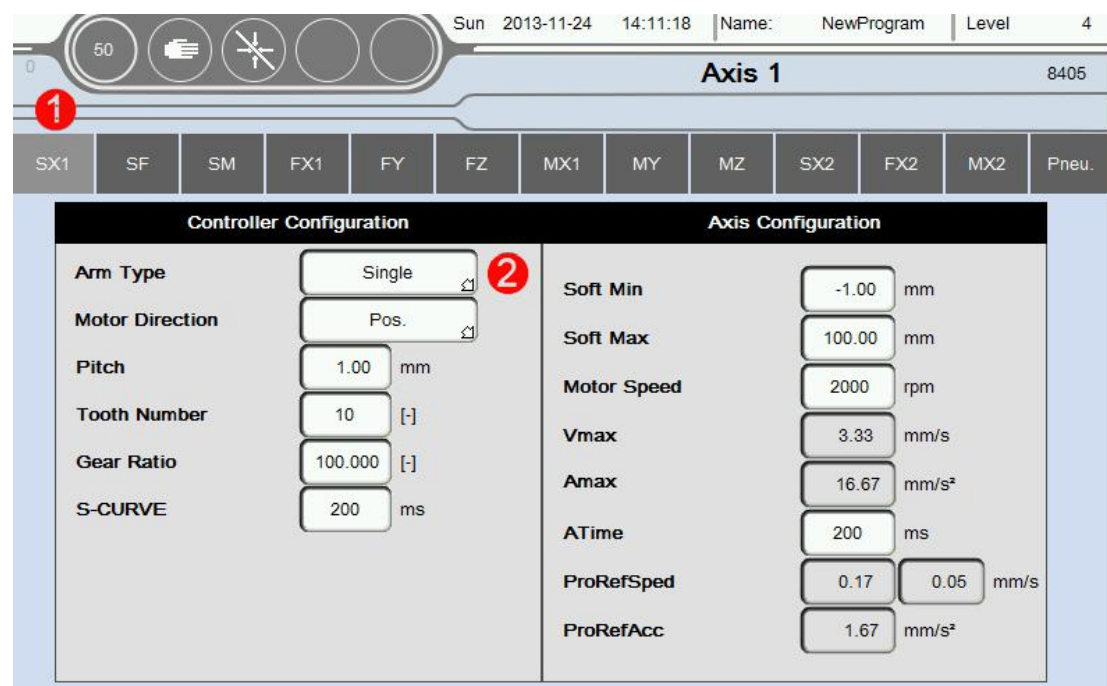 Sun 2013-11-24 14:11:18 Name: NewProgram Level 4
50
0
Axis 1 8405
1
SX1 SF SM FX1 FY FZ MX1 MY MZ SX2 FX2 MX2 Pneu.
Controller Configuration
Arm Type Single 2
Motor Direction Pos.
Pitch 1.00 mm
Tooth Number 10 [-]
Gear Ratio 100.000 [-]
S-CURVE 200 ms
Axis Configuration
Soft Min -1.00 mm
Soft Max 100.00 mm
Motor Speed 2000 rpm
Vmax 3.33 mm/s
Amax 16.67 mm/s²
ATime 200 ms
ProRefSped 0.17 0.05 mm/s
ProRefAcc 1.67 mm/s²